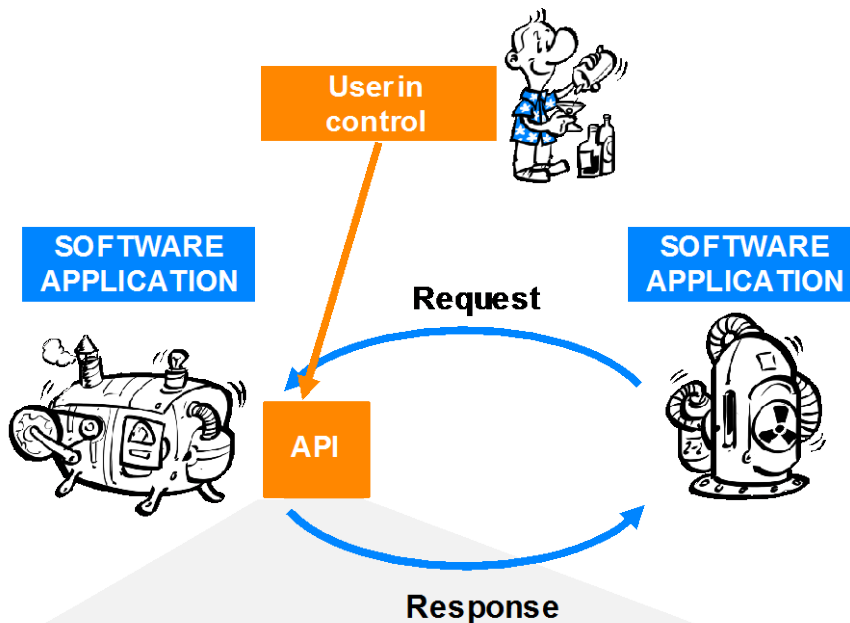 User in
control
SOFTWARE
APPLICATION
SOFTWARE
APPLICATION
Request
API
Response